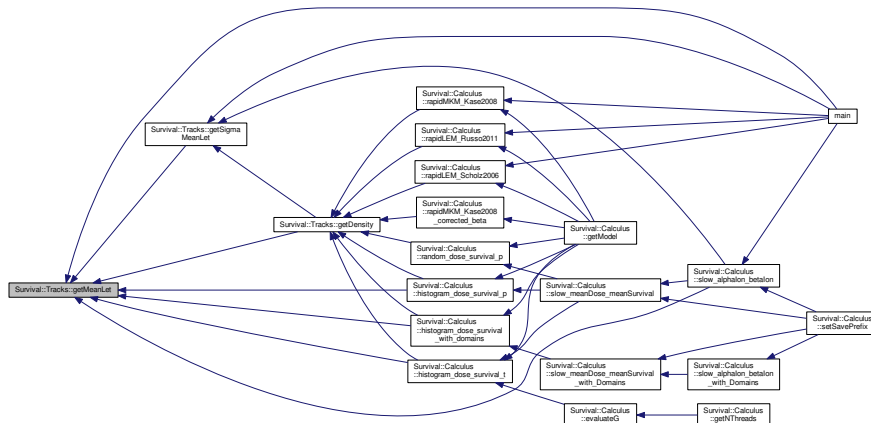 Survival::Tracks::getMeanLet
Survival::Tracks::getSigma
MeanLet
Survival::Tracks::getDensity
Survival::Calculus
::rapidMKM_Kase2008
Survival::Calculus
::rapidLEM_Russo2011
Survival::Calculus
::rapidLEM_Scholz2006
Survival::Calculus
::rapidMKM_Kase2008
_corrected_beta
Survival::Calculus
::random_dose_survival_p
Survival::Calculus
::histogram_dose_survival_p
Survival::Calculus
::histogram_dose_survival
_with_domains
Survival::Calculus
::histogram_dose_survival_t
Survival::Calculus
::getModel
Survival::Calculus
::slow_meanDose_meanSurvival
Survival::Calculus
::slow_meanDose_meanSurvival
_with_Domains
Survival::Calculus
::evaluateG
main
Survival::Calculus
::slow_alphaIon_betaIon
Survival::Calculus
::slow_alphaIon_betaIon
_with_Domains
Survival::Calculus
::getNThreads
Survival::Calculus
::setSavePrefix